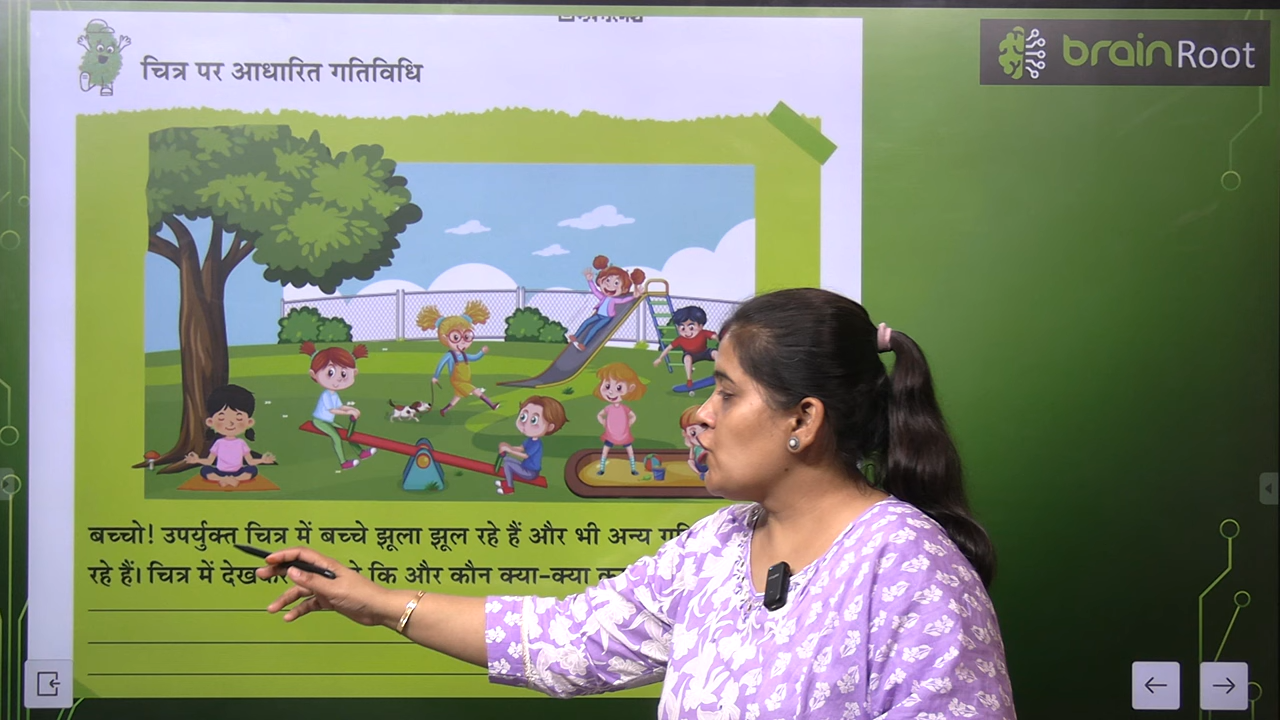 चित्र पर आधारित गतिविधि
brainRoot
बच्चो! उपर्युक्त चित्र में बच्चे झूला झूल रहे हैं और भी अन्य
रहे हैं। चित्र में कि और कौन क्या-क्या